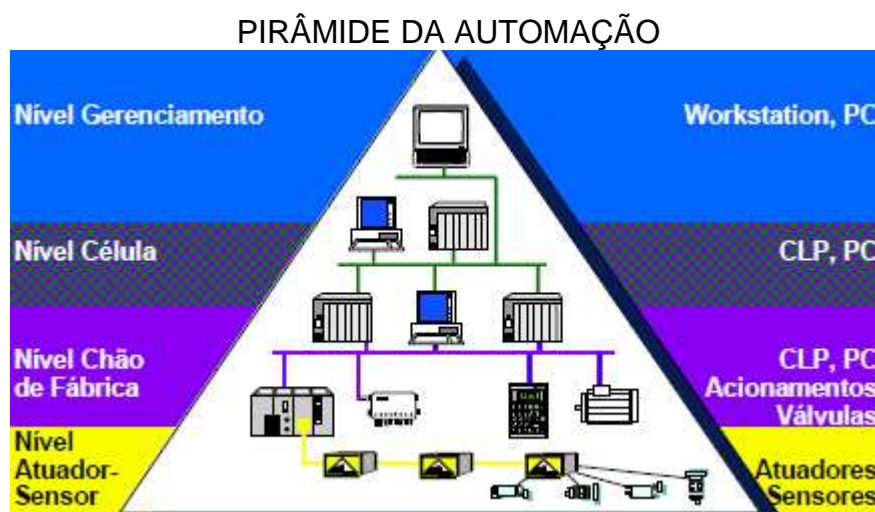 PIRÂMIDE DA AUTOMAÇÃO
Nível Gerenciamento
Workstation, PC
Nível Célula
CLP, PC
Nível Chão
de Fábrica
CLP, PC
Acionamentos
Válvulas
Nível
Atuador-
Sensor
Atuadores
Sensores